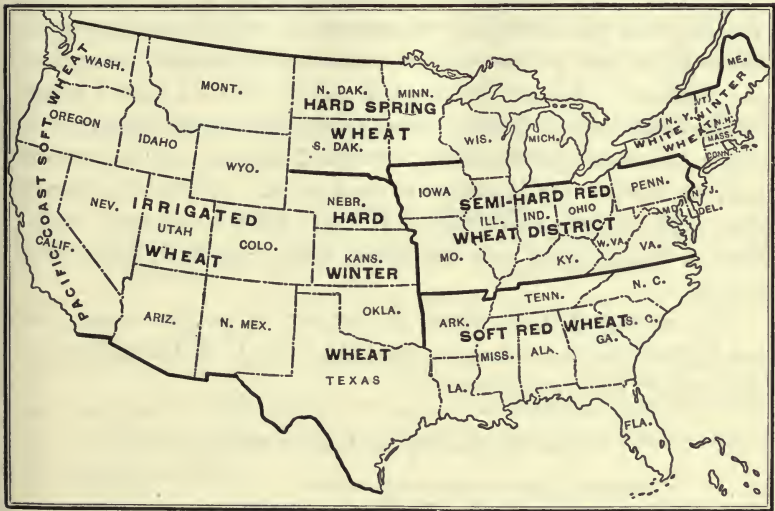 WASH.
MONT.
N. DAK.
MINN.
HARD SPRING
WHEAT
S. DAK.
OREGON
IDAHO
WYO.
WIS.
MICH.
ME.
VT.
N.H.
N. Y.
MASS.
CONN.
WHITE WINTER
WHEAT
PACIFIC COAST SOFT WHEAT
NEV.
CALIF.
IRRIGATED
UTAH
WHEAT
COLO.
NEBR.
HARD
KANS.
WINTER
IOWA
SEMI-HARD RED
ILL.
IND.
OHIO
WHEAT DISTRICT
PENN.
N. J.
MD.
DEL.
W. VA.
VA.
MO.
KY.
ARIZ.
N. MEX.
OKLA.
WHEAT
TEXAS
ARK.
TENN.
N. C.
SOFT RED WHEAT
S. C.
GA.
MISS.
ALA.
LA.
FLA.